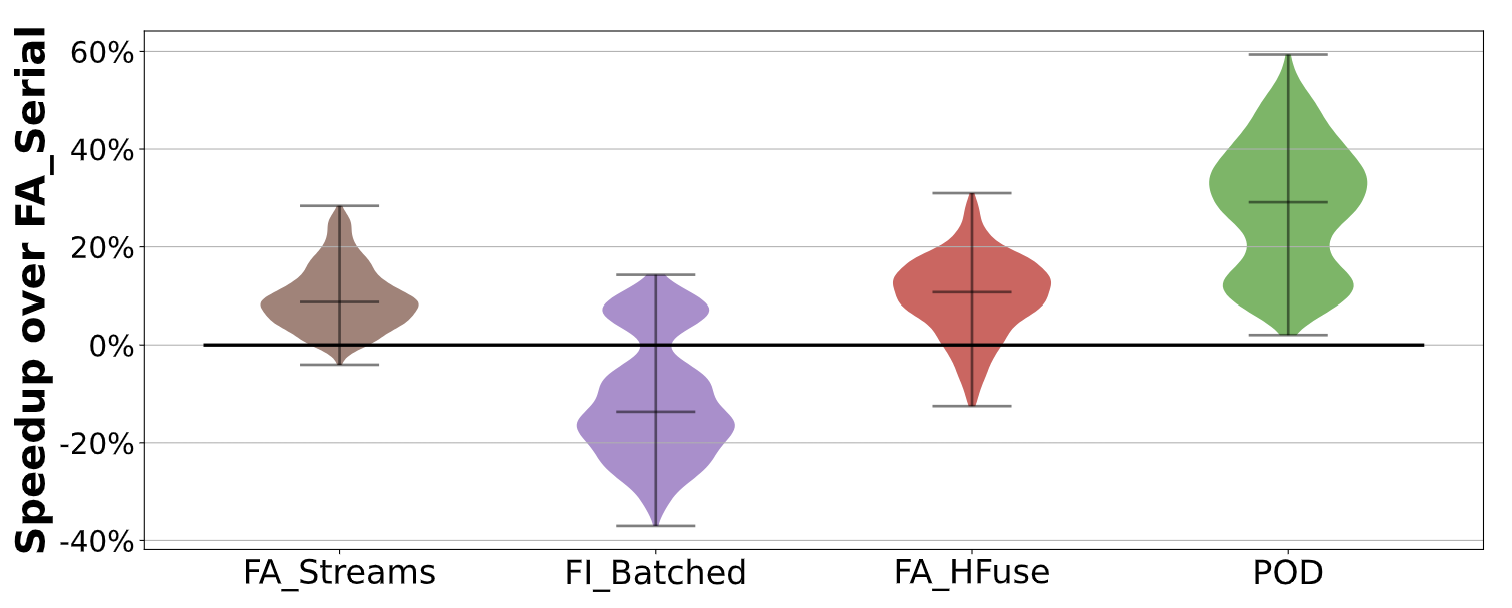 Speedup over FA_Serial
60%
40%
20%
0%
-20%
-40%
FA_Streams
FI_Batched
FA_HFuse
POD